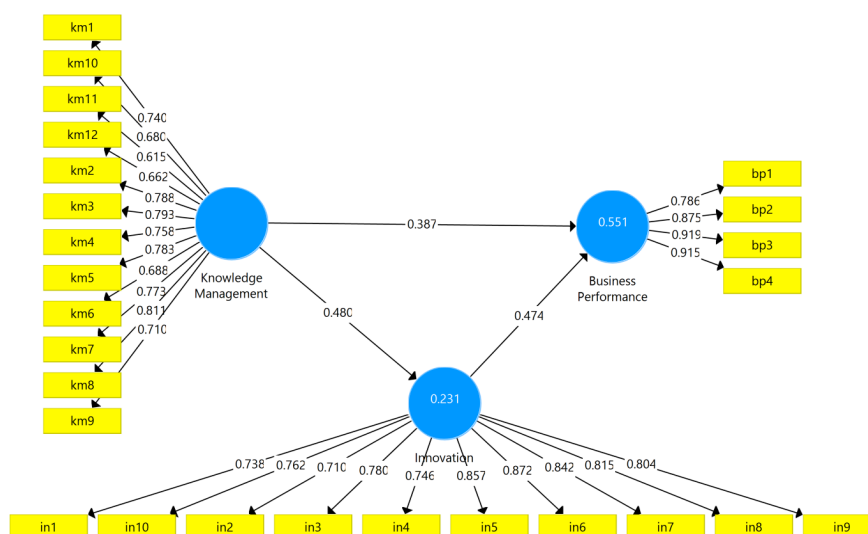 km1
km10
km11
km12
km2
km3
km4
km5
km6
km7
km8
km9
0.740
0.680
0.615
0.662
0.788
0.793
0.758
0.783
0.688
0.773
0.811
0.710
Knowledge
Management
0.387
0.480
0.474
0.551
Business
Performance
0.786
0.875
0.919
0.915
bp1
bp2
bp3
bp4
0.231
Innovation
0.738
0.762
0.710
0.780
0.746
0.857
0.872
0.842
0.815
0.804
in1
in10
in2
in3
in4
in5
in6
in7
in8
in9